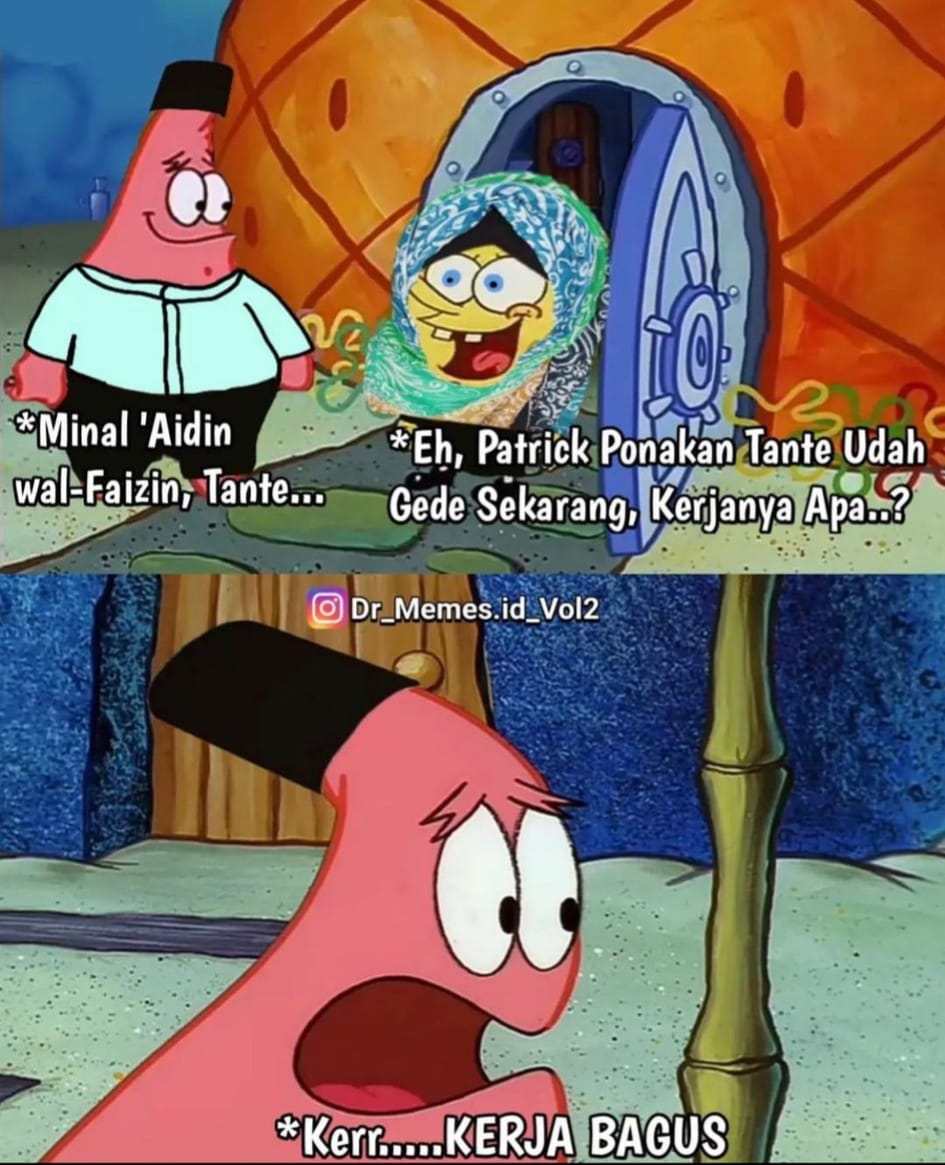 *Minal 'Aidin
wal-Faizin, Tante...
*Eh, Patrick Ponakan Tante Udah
Gede Sekarang, Kerjanya Apa..?
Dr_Memes.id_Vol2
*Kerr.....KERJA BAGUS